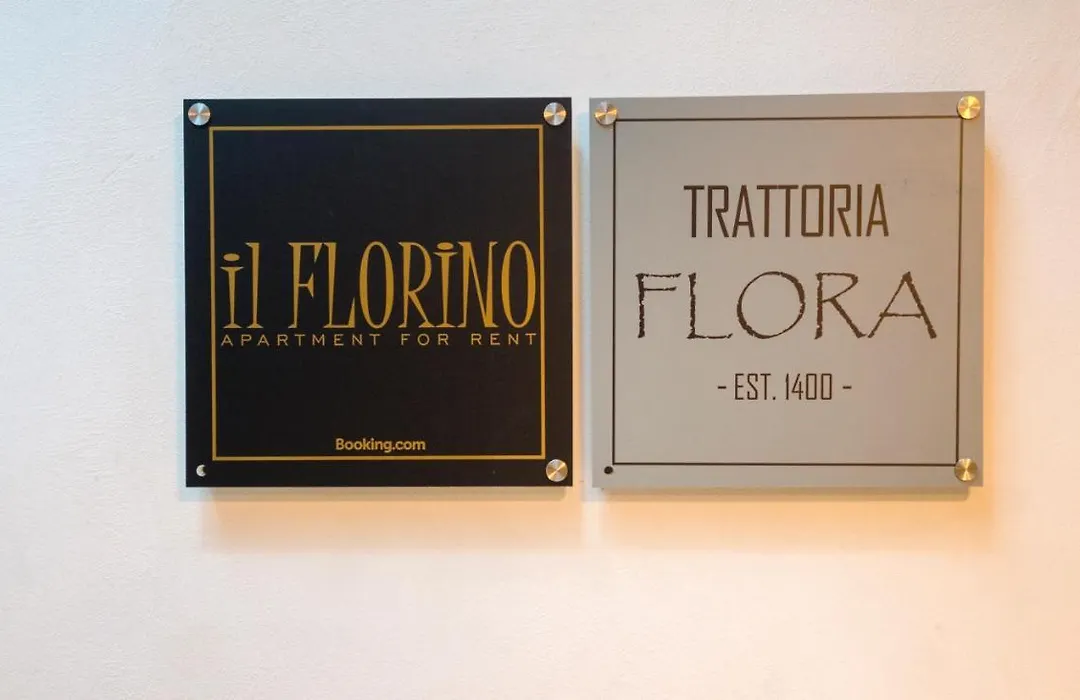 il FLORiNO
APARTMENT FOR RENT
Booking.com
TRATTORIA
FLORA
- EST. 1400 -